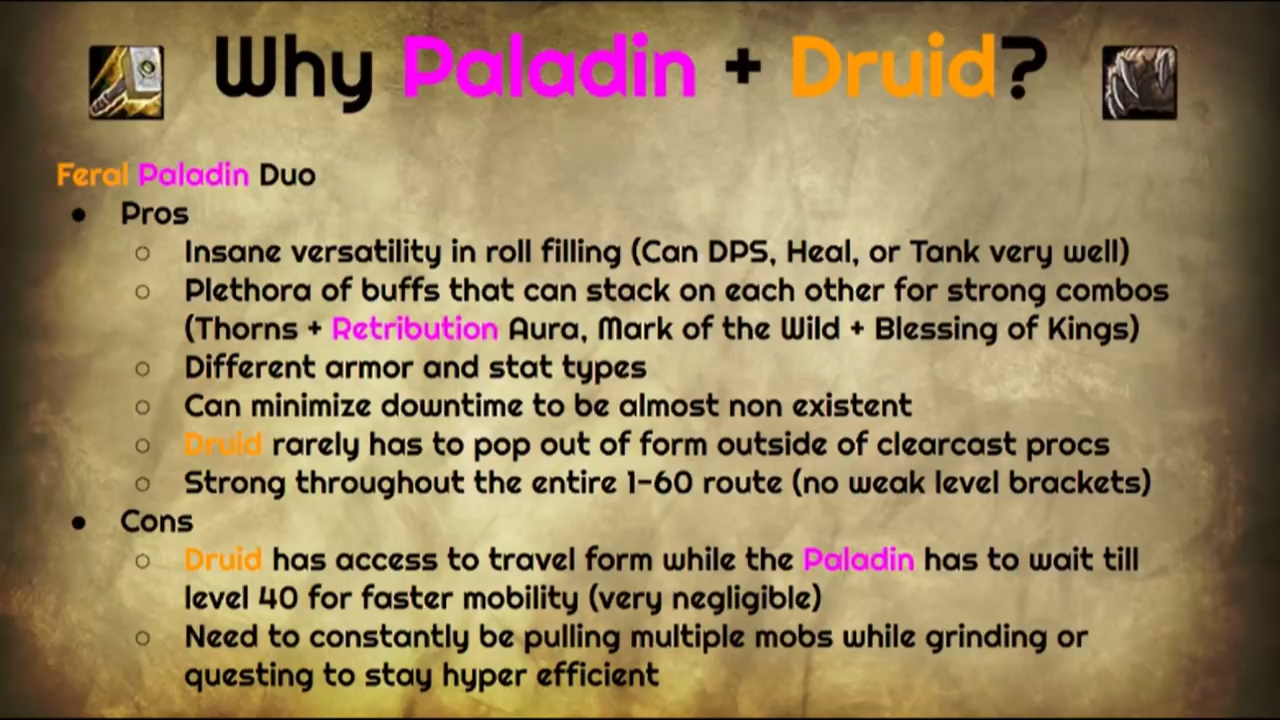 Why Paladin + Druid?
Feral Paladin Duo
● Pros
○ Insane versatility in roll filling (Can DPS, Heal, or Tank very well)
○ Plethora of buffs that can stack on each other for strong combos
(Thorns + Retribution Aura, Mark of the Wild + Blessing of Kings)
○ Different armor and stat types
○ Can minimize downtime to be almost non existent
○ Druid rarely has to pop out of form outside of clearcast procs
○ Strong throughout the entire 1-60 route (no weak level brackets)
● Cons
○ Druid has access to travel form while the Paladin has to wait till
level 40 for faster mobility (very negligible)
○ Need to constantly be pulling multiple mobs while grinding or
questing to stay hyper efficient